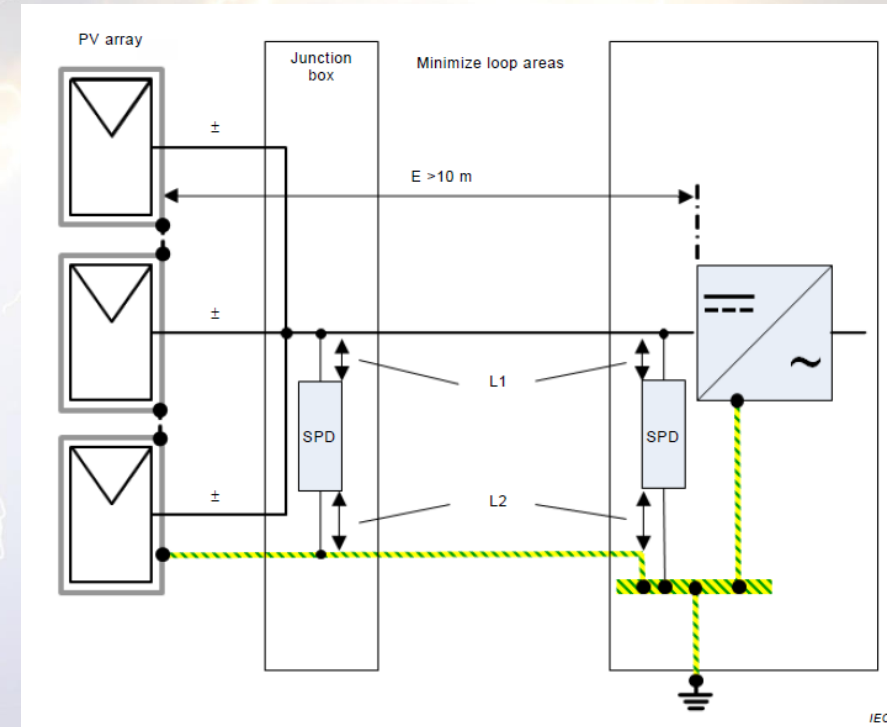 PV array
Junction
box
Minimize loop areas
±
E >10 m
±
L1
SPD
SPD
L2
±
~
IEC